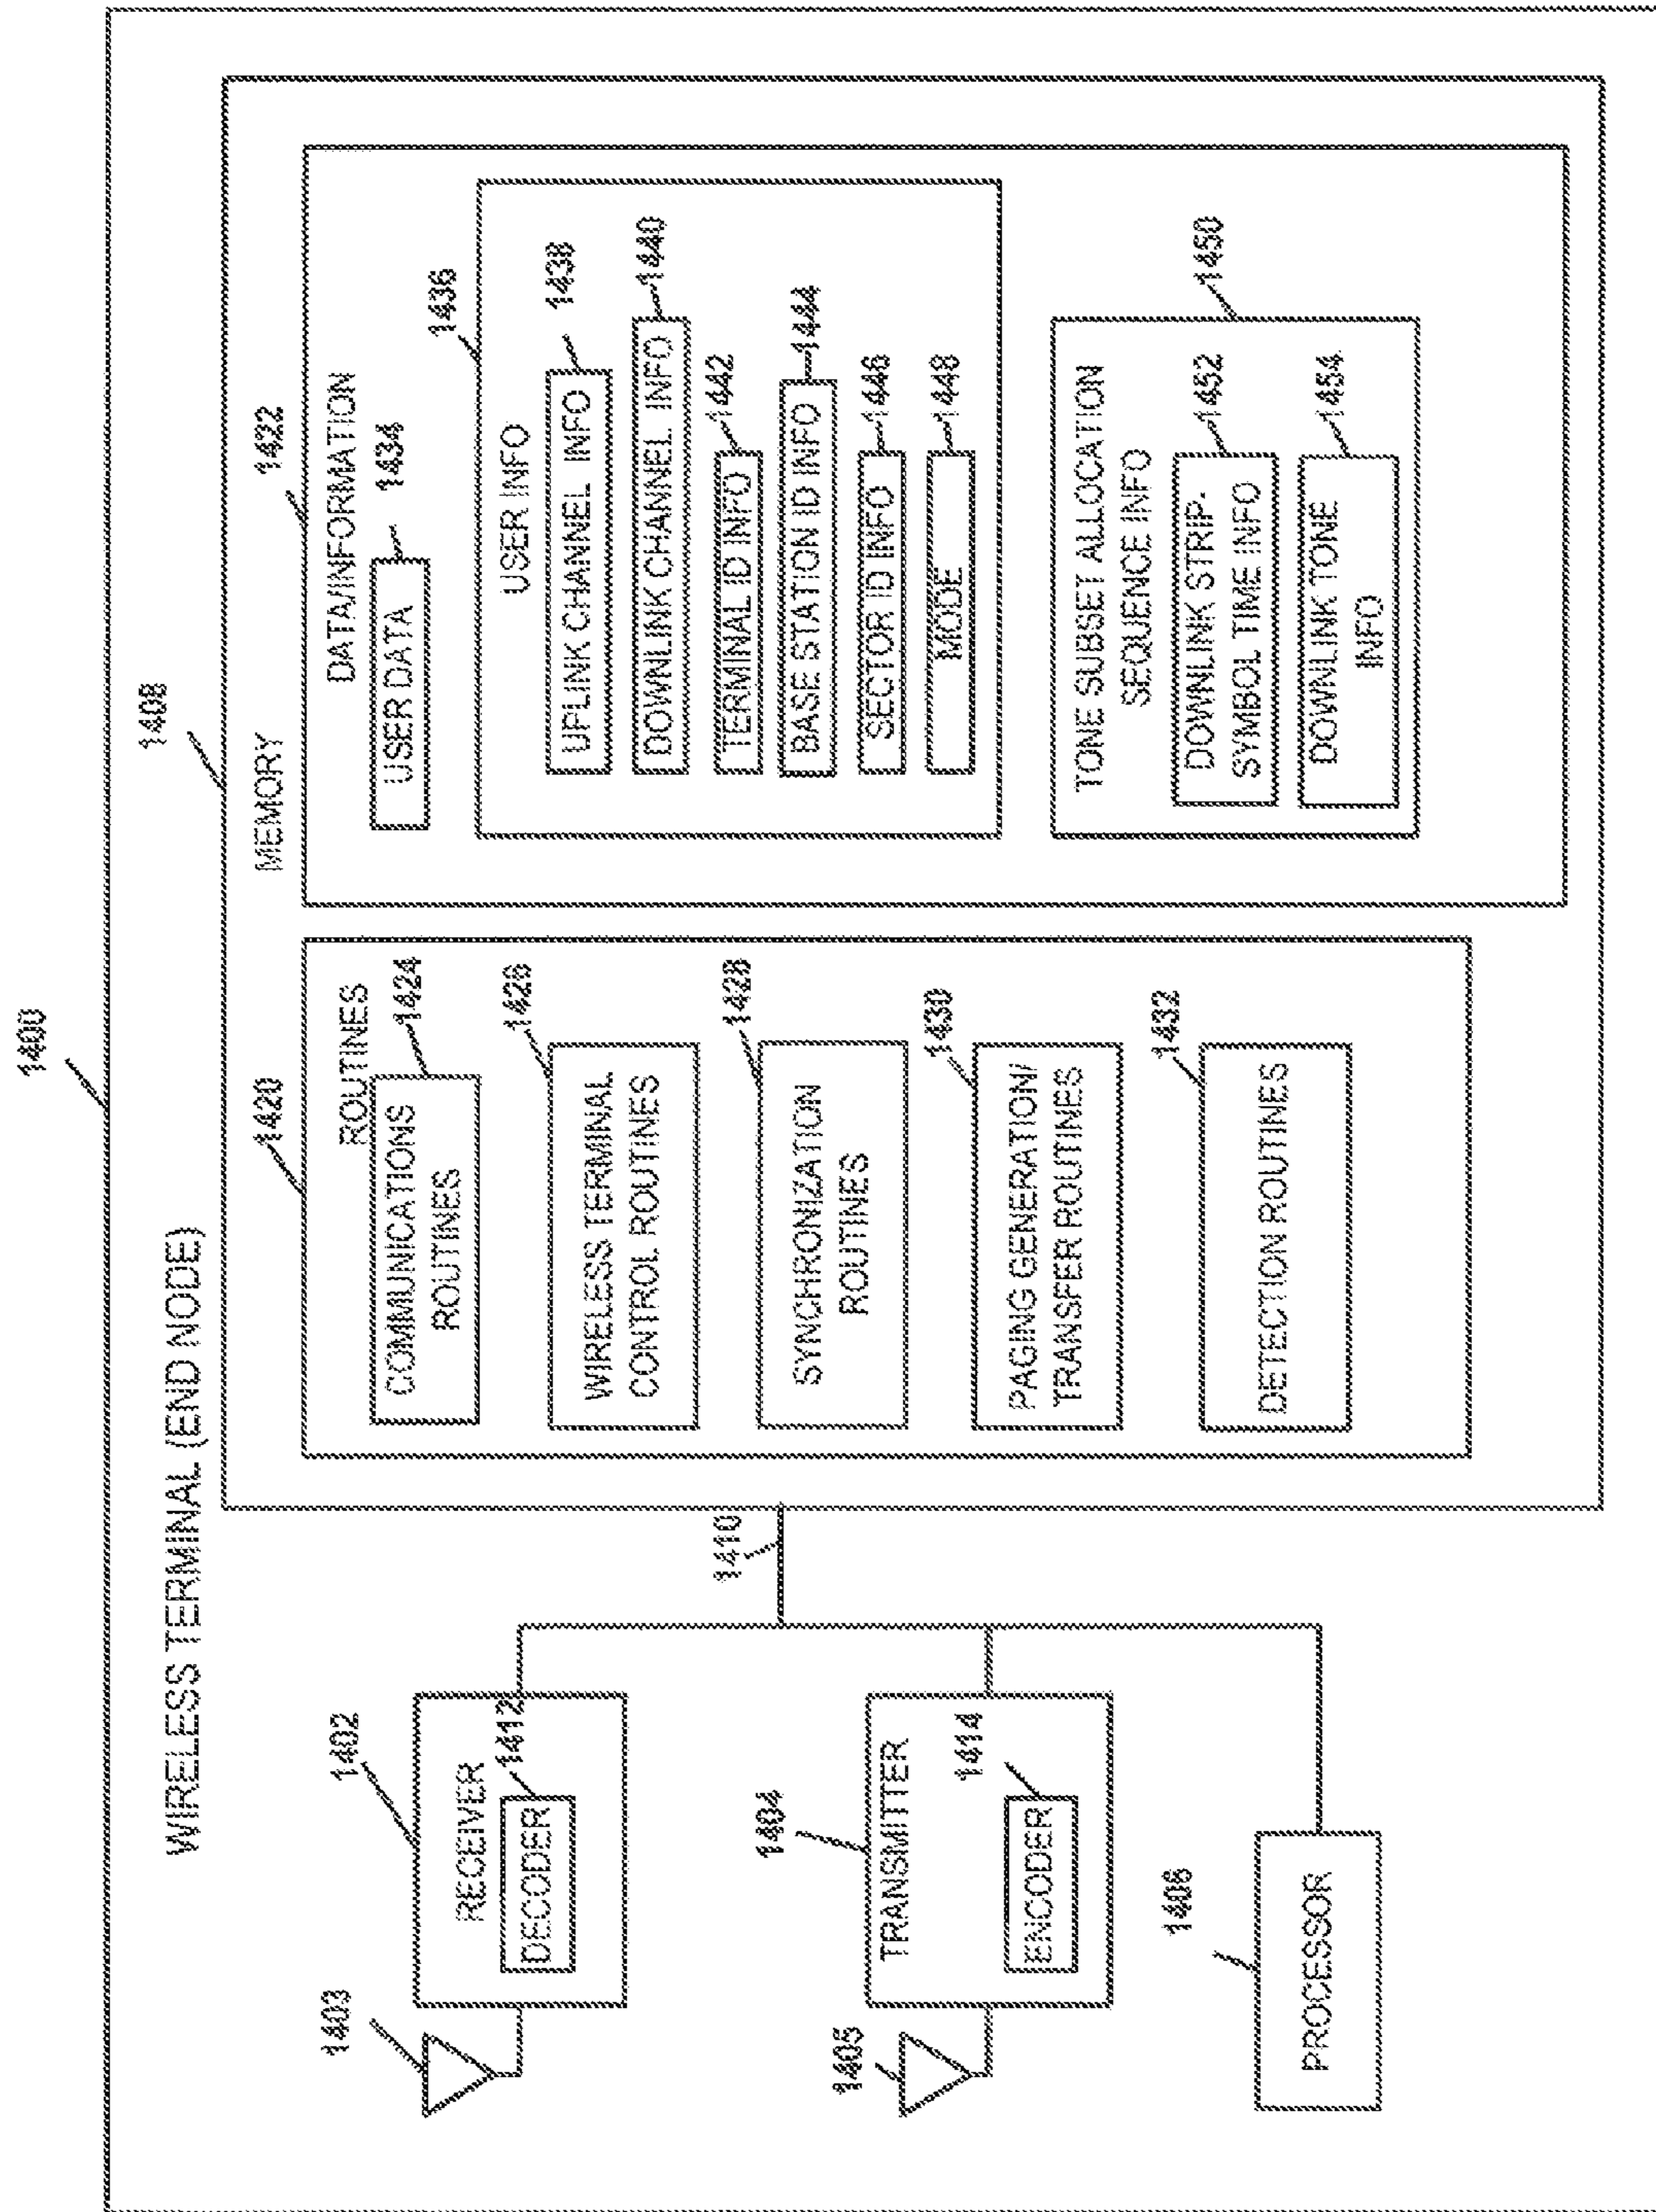 1400
WIRELESS TERMINAL (END NODE)
1403
1402
RECEIVER
1412
DECODER
1405
1404
TRANSMITTER
1414
ENCODER
1406
PROCESSOR
1410
1408
MEMORY
1420
ROUTINES
1424
COMMUNICATIONS
ROUTINES
1426
WIRELESS TERMINAL
CONTROL ROUTINES
1428
SYNCHRONIZATION
ROUTINES
1430
PAGING GENERATION/
TRANSFER ROUTINES
1432
DETECTION ROUTINES
1422
DATA/INFORMATION
1434
USER DATA
1436
USER INFO
1438
UPLINK CHANNEL INFO
1440
DOWNLINK CHANNEL INFO
1442
TERMINAL ID INFO
1444
BASE STATION ID INFO
1446
SECTOR ID INFO
1448
MODE
1450
TONE SUBSET ALLOCATION
SEQUENCE INFO
1452
DOWNLINK STRIP-
SYMBOL TIME INFO
1454
DOWNLINK TONE
INFO